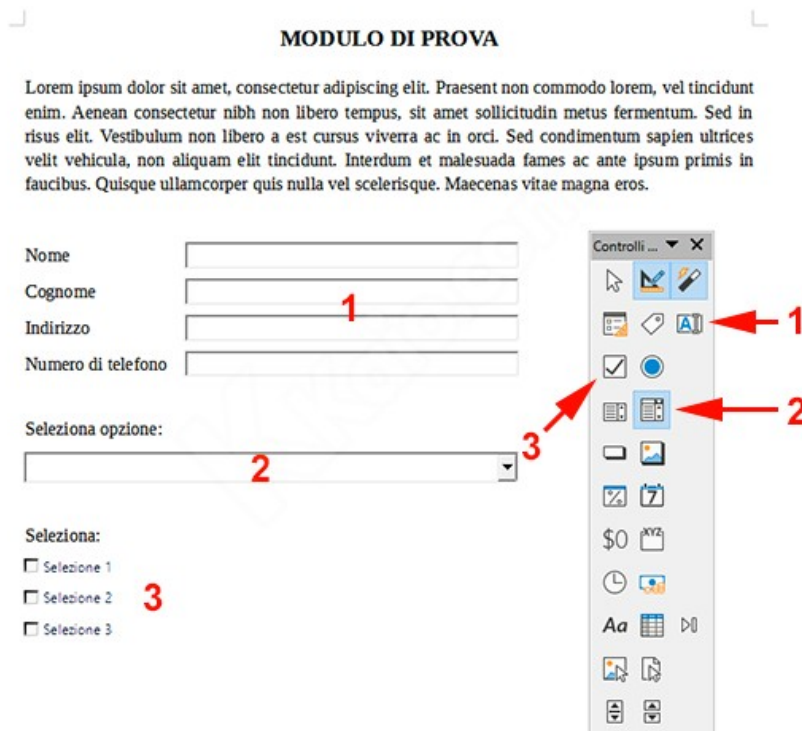 MODULO DI PROVA
Lorem ipsum dolor sit amet, consectetur adipiscing elit. Praesent non commodo lorem, vel tincidunt
enim. Aenean consectetur nibh non libero tempus, sit amet sollicitudin metus fermentum. Sed in
risus elit. Vestibulum non libero a est cursus viverra ac in orci. Sed condimentum sapien ultrices
velit vehicula, non aliquam elit tincidunt. Interdum et malesuada fames ac ante ipsum primis in
faucibus. Quisque ullamcorper quis nulla vel scelerisque. Maecenas vitae magna eros.
Nome
Cognome
Indirizzo
Numero di telefono
1
Seleziona opzione:
2
Seleziona:
Selezione 1
Selezione 2
Selezione 3
3
Controlli ...
A
1
2
3
7
$0
XYZ
Aa